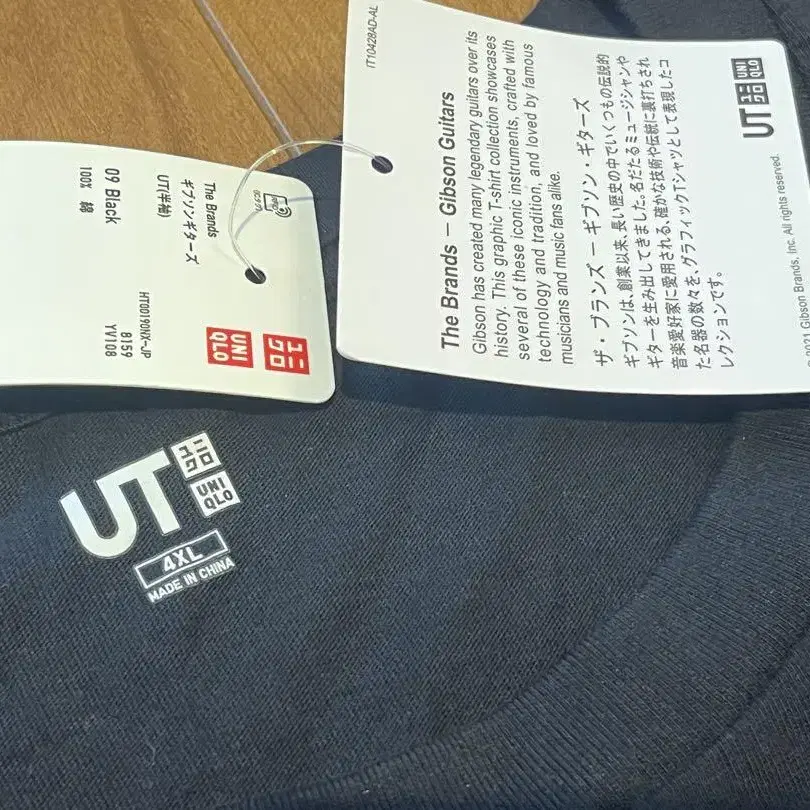 The Brands
ギブソンギターズ
UT(半袖)
09 Black
100% 綿
HT00190NX-JP
8159
YV108
ユニクロ
UNI
QLO
IT10428AD-AL
The Brands – Gibson Guitars
Gibson has created many legendary guitars over its
history. This graphic T-shirt collection showcases
several of these iconic instruments, crafted with
technology and tradition, and loved by famous
musicians and music fans alike.
ザ・ブランズ – ギブソン・ギターズ
ギブソンは、創業以来、長い歴史の中でいくつもの伝説的
ギターを生み出してきました。名だたるミュージシャンや
音楽愛好家に愛用される、確かな技術や伝統に裏打ちされ
た名器の数々を、グラフィックTシャツとして表現したコ
レクションです。
UT
ユニクロ
UNI
QLO
©2021 Gibson Brands, Inc. All rights reserved.
UT
ユニクロ
UNI
QLO
4XL
MADE IN CHINA